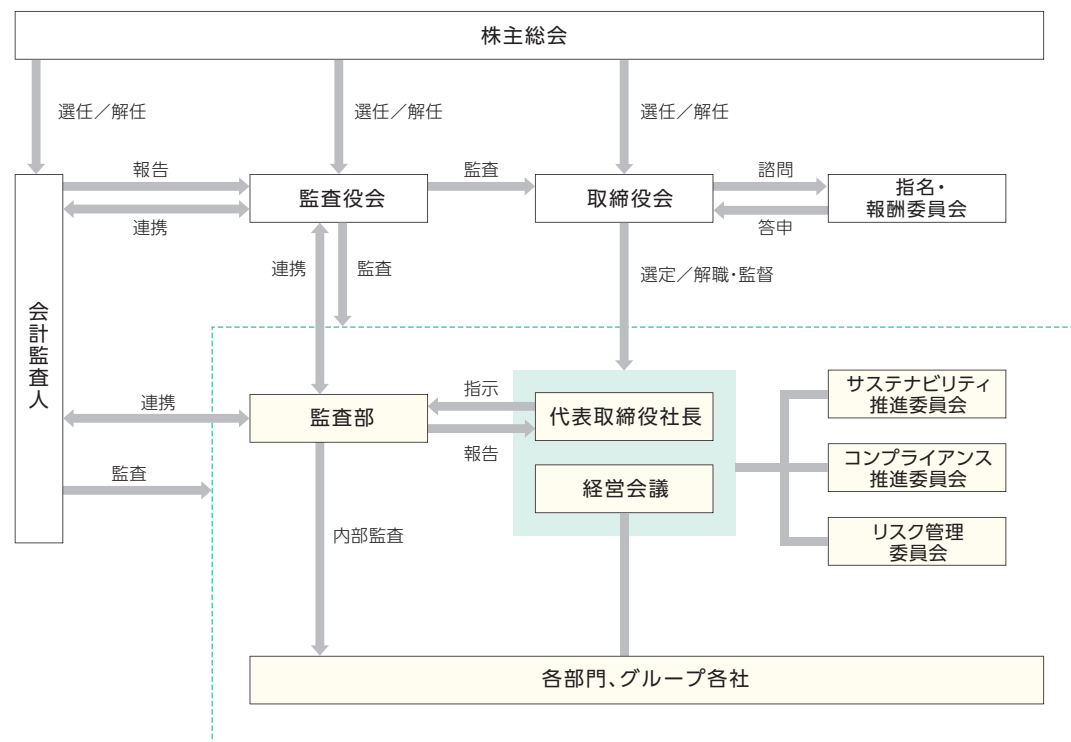 株主総会
選任／解任
選任／解任
選任／解任
報告
監査
諮問
監査役会
取締役会
指名・
報酬委員会
連携
答申
連携
監査
選定／解職・監督
会計監査人
サステナビリティ
推進委員会
連携
監査部
指示
代表取締役社長
報告
コンプライアンス
推進委員会
監査
経営会議
内部監査
リスク管理
委員会
各部門、グループ各社